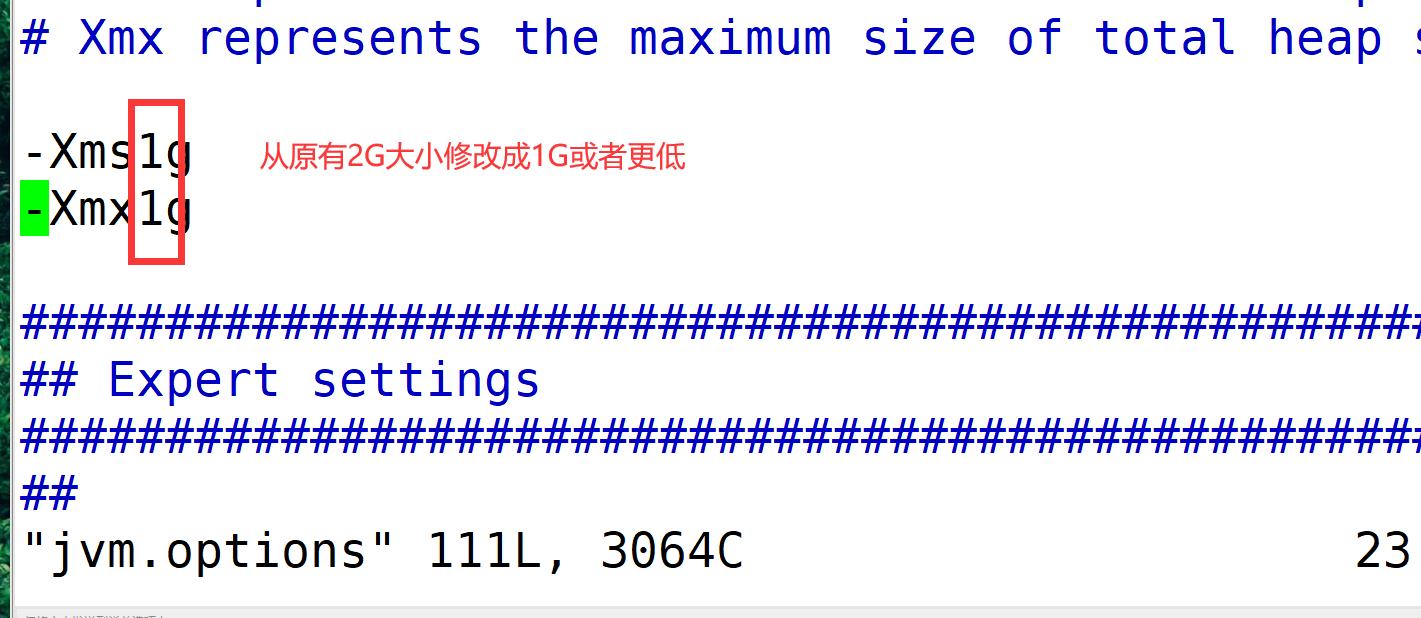 # Xmx represents the maximum size of total heap
-Xms1g
从原有2G大小修改成1G或者更低
-Xmx1g
################################################
## Expert settings
################################################
##
"jvm.options" 111L, 3064C 23